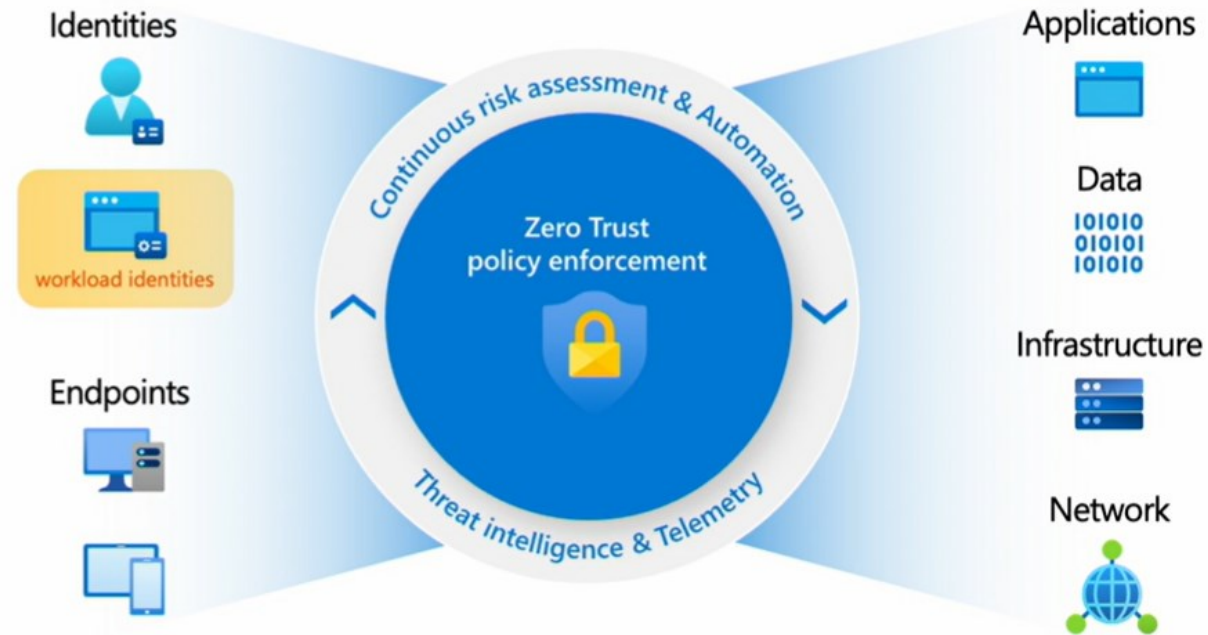 Identities
workload identities
Endpoints
Continuous risk assessment & Automation
Zero Trust
policy enforcement
Threat intelligence & Telemetry
Applications
Data
101010
010101
101010
Infrastructure
Network